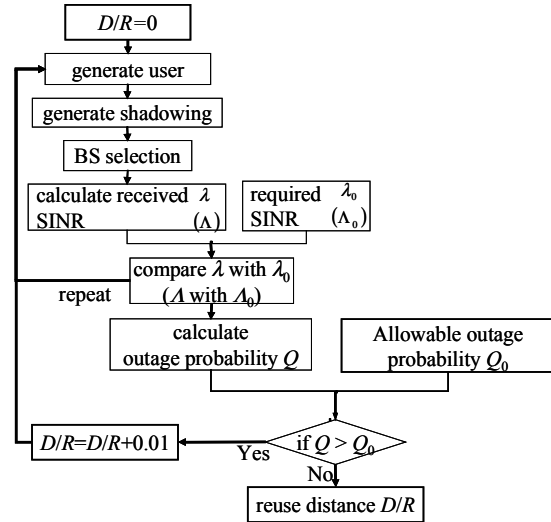 D/R=0
generate user
generate shadowing
BS selection
calculate received λ
SINR (Λ)
required λ₀
SINR (Λ₀)
compare λ with λ₀
(Λ with Λ₀)
repeat
calculate
outage probability Q
Allowable outage
probability Q₀
if Q > Q₀
Yes
D/R=D/R+0.01
No
reuse distance D/R